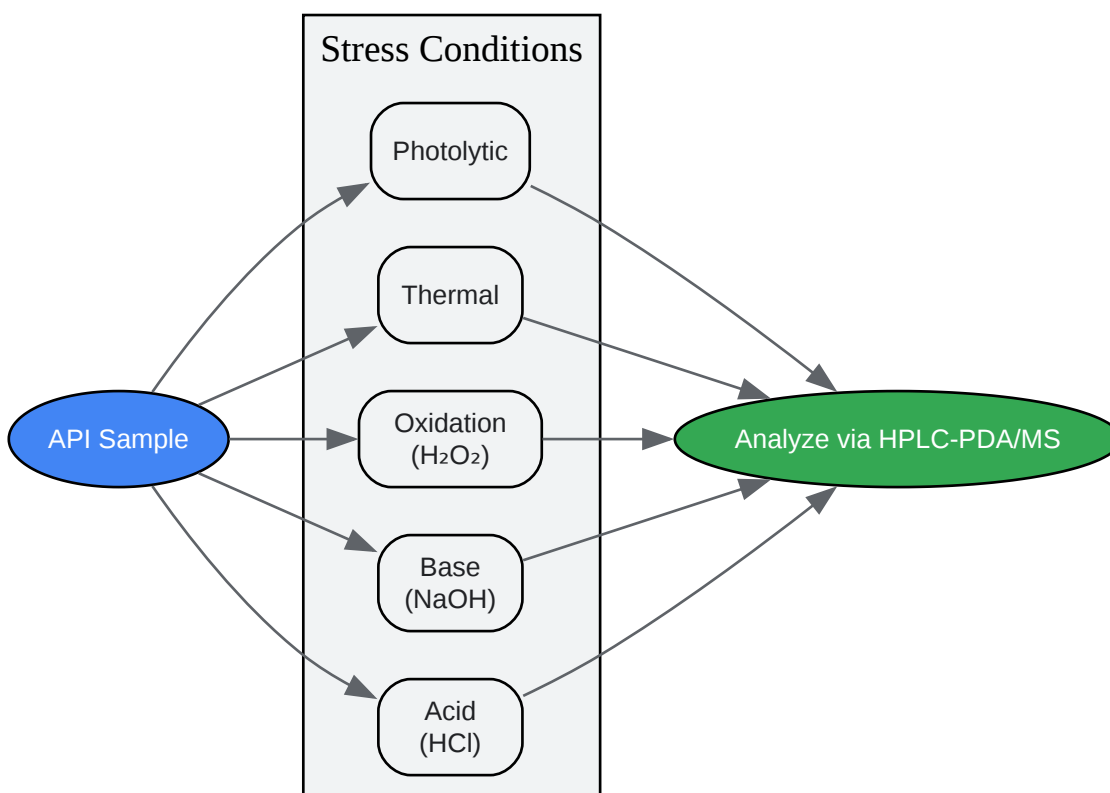 Stress Conditions
Photolytic
Thermal
API Sample
Oxidation
(H₂O₂)
Analyze via HPLC-PDA/MS
Base
(NaOH)
Acid
(HCl)